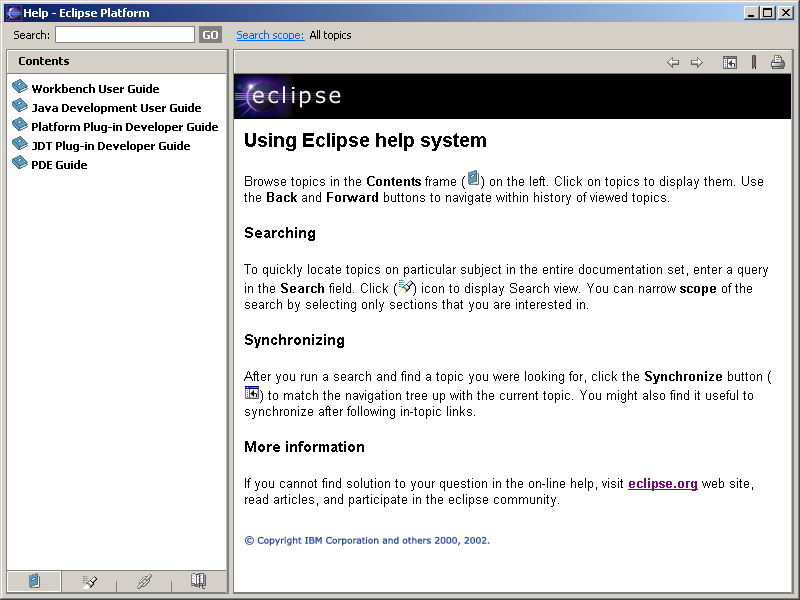 Help - Eclipse Platform
Search: GO Search scope: All topics
Contents
Workbench User Guide
Java Development User Guide
Platform Plug-in Developer Guide
JDT Plug-in Developer Guide
PDE Guide
eclipse
Using Eclipse help system
Browse topics in the Contents frame ( ) on the left. Click on topics to display them. Use
the Back and Forward buttons to navigate within history of viewed topics.
Searching
To quickly locate topics on particular subject in the entire documentation set, enter a query
in the Search field. Click ( ) icon to display Search view. You can narrow scope of the
search by selecting only sections that you are interested in.
Synchronizing
After you run a search and find a topic you were looking for, click the Synchronize button (
) to match the navigation tree up with the current topic. You might also find it useful to
synchronize after following in-topic links.
More information
If you cannot find solution to your question in the on-line help, visit eclipse.org web site,
read articles, and participate in the eclipse community.
© Copyright IBM Corporation and others 2000, 2002.